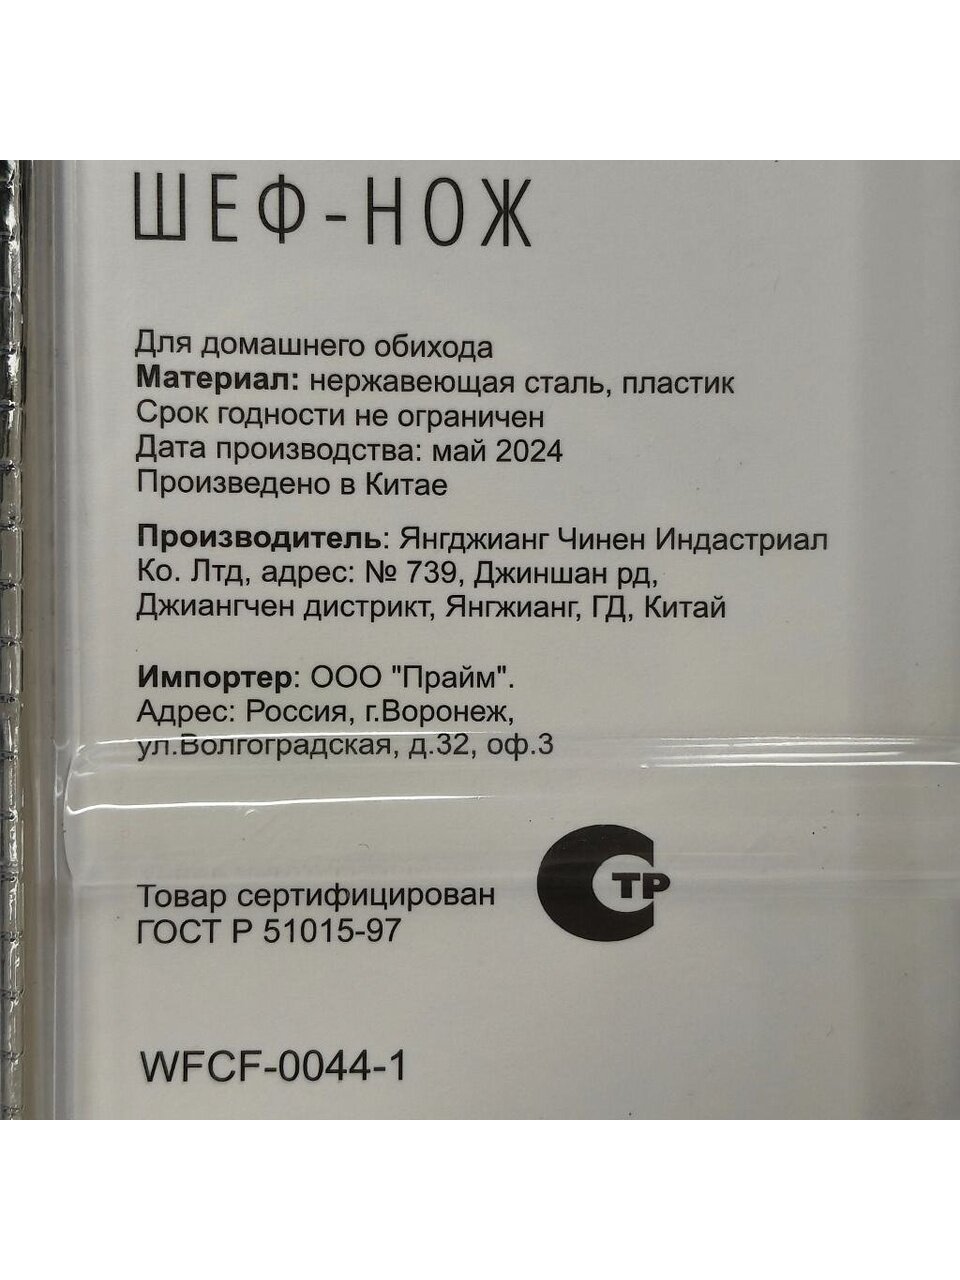 ШЕФ-НОЖ
Для домашнего обихода
Материал: нержавеющая сталь, пластик
Срок годности не ограничен
Дата производства: май 2024
Произведено в Китае
Производитель: Янгджианг Чинен Индастриал
Ко. Лтд, адрес: № 739, Джиншан рд,
Джиангчен дистрикт, Янгжианг, ГД, Китай
Импортер: ООО "Прайм".
Адрес: Россия, г.Воронеж,
ул.Волгоградская, д.32, оф.3
Товар сертифицирован
ГОСТ Р 51015-97
СТР
WFCF-0044-1